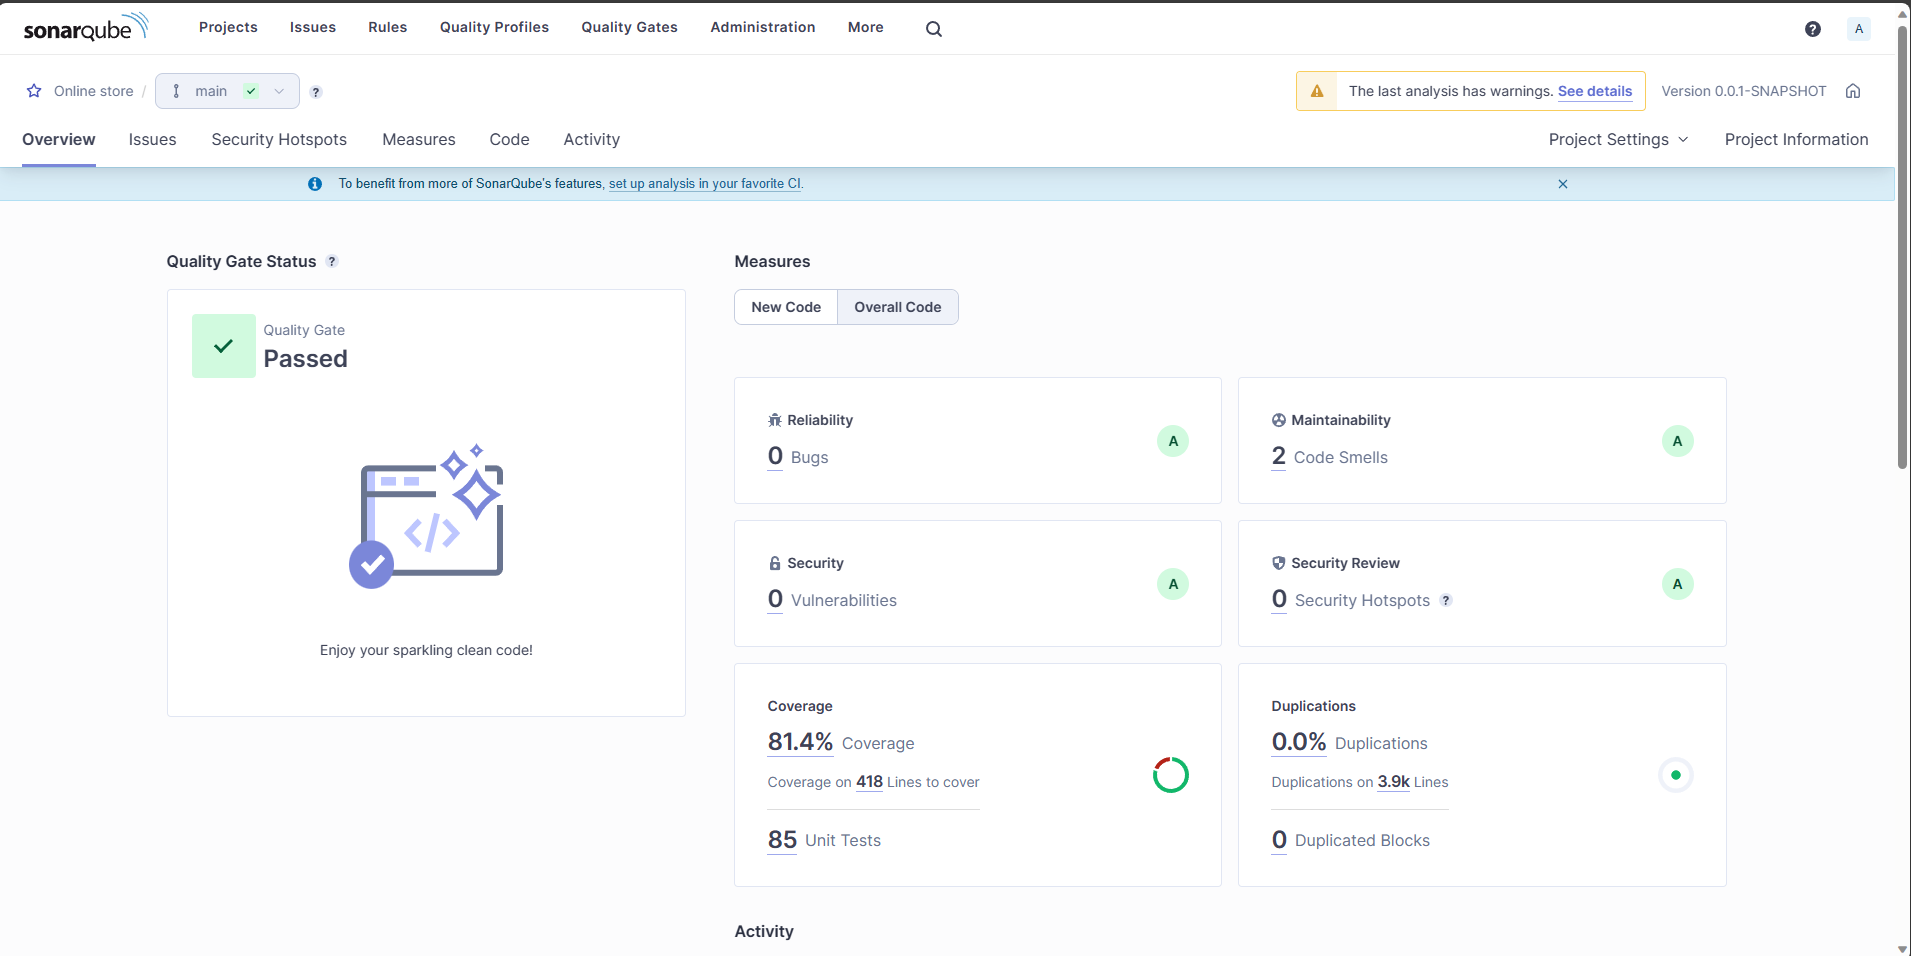 sonarqube Projects Issues Rules Quality Profiles Quality Gates Administration More ? A
Online store / main ? The last analysis has warnings. See details Version 0.0.1-SNAPSHOT
Overview Issues Security Hotspots Measures Code Activity Project Settings Project Information
To benefit from more of SonarQube's features, set up analysis in your favorite CI.
Quality Gate Status ?
Quality Gate
Passed
</>
Enjoy your sparkling clean code!
Measures
New Code Overall Code
Reliability
0 Bugs A
Maintainability
2 Code Smells A
Security
0 Vulnerabilities A
Security Review
0 Security Hotspots ? A
Coverage
81.4% Coverage
Coverage on 418 Lines to cover
85 Unit Tests
Duplications
0.0% Duplications
Duplications on 3.9k Lines
0 Duplicated Blocks
Activity